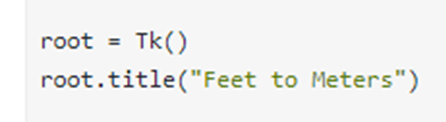 root = Tk()
root.title("Feet to Meters")